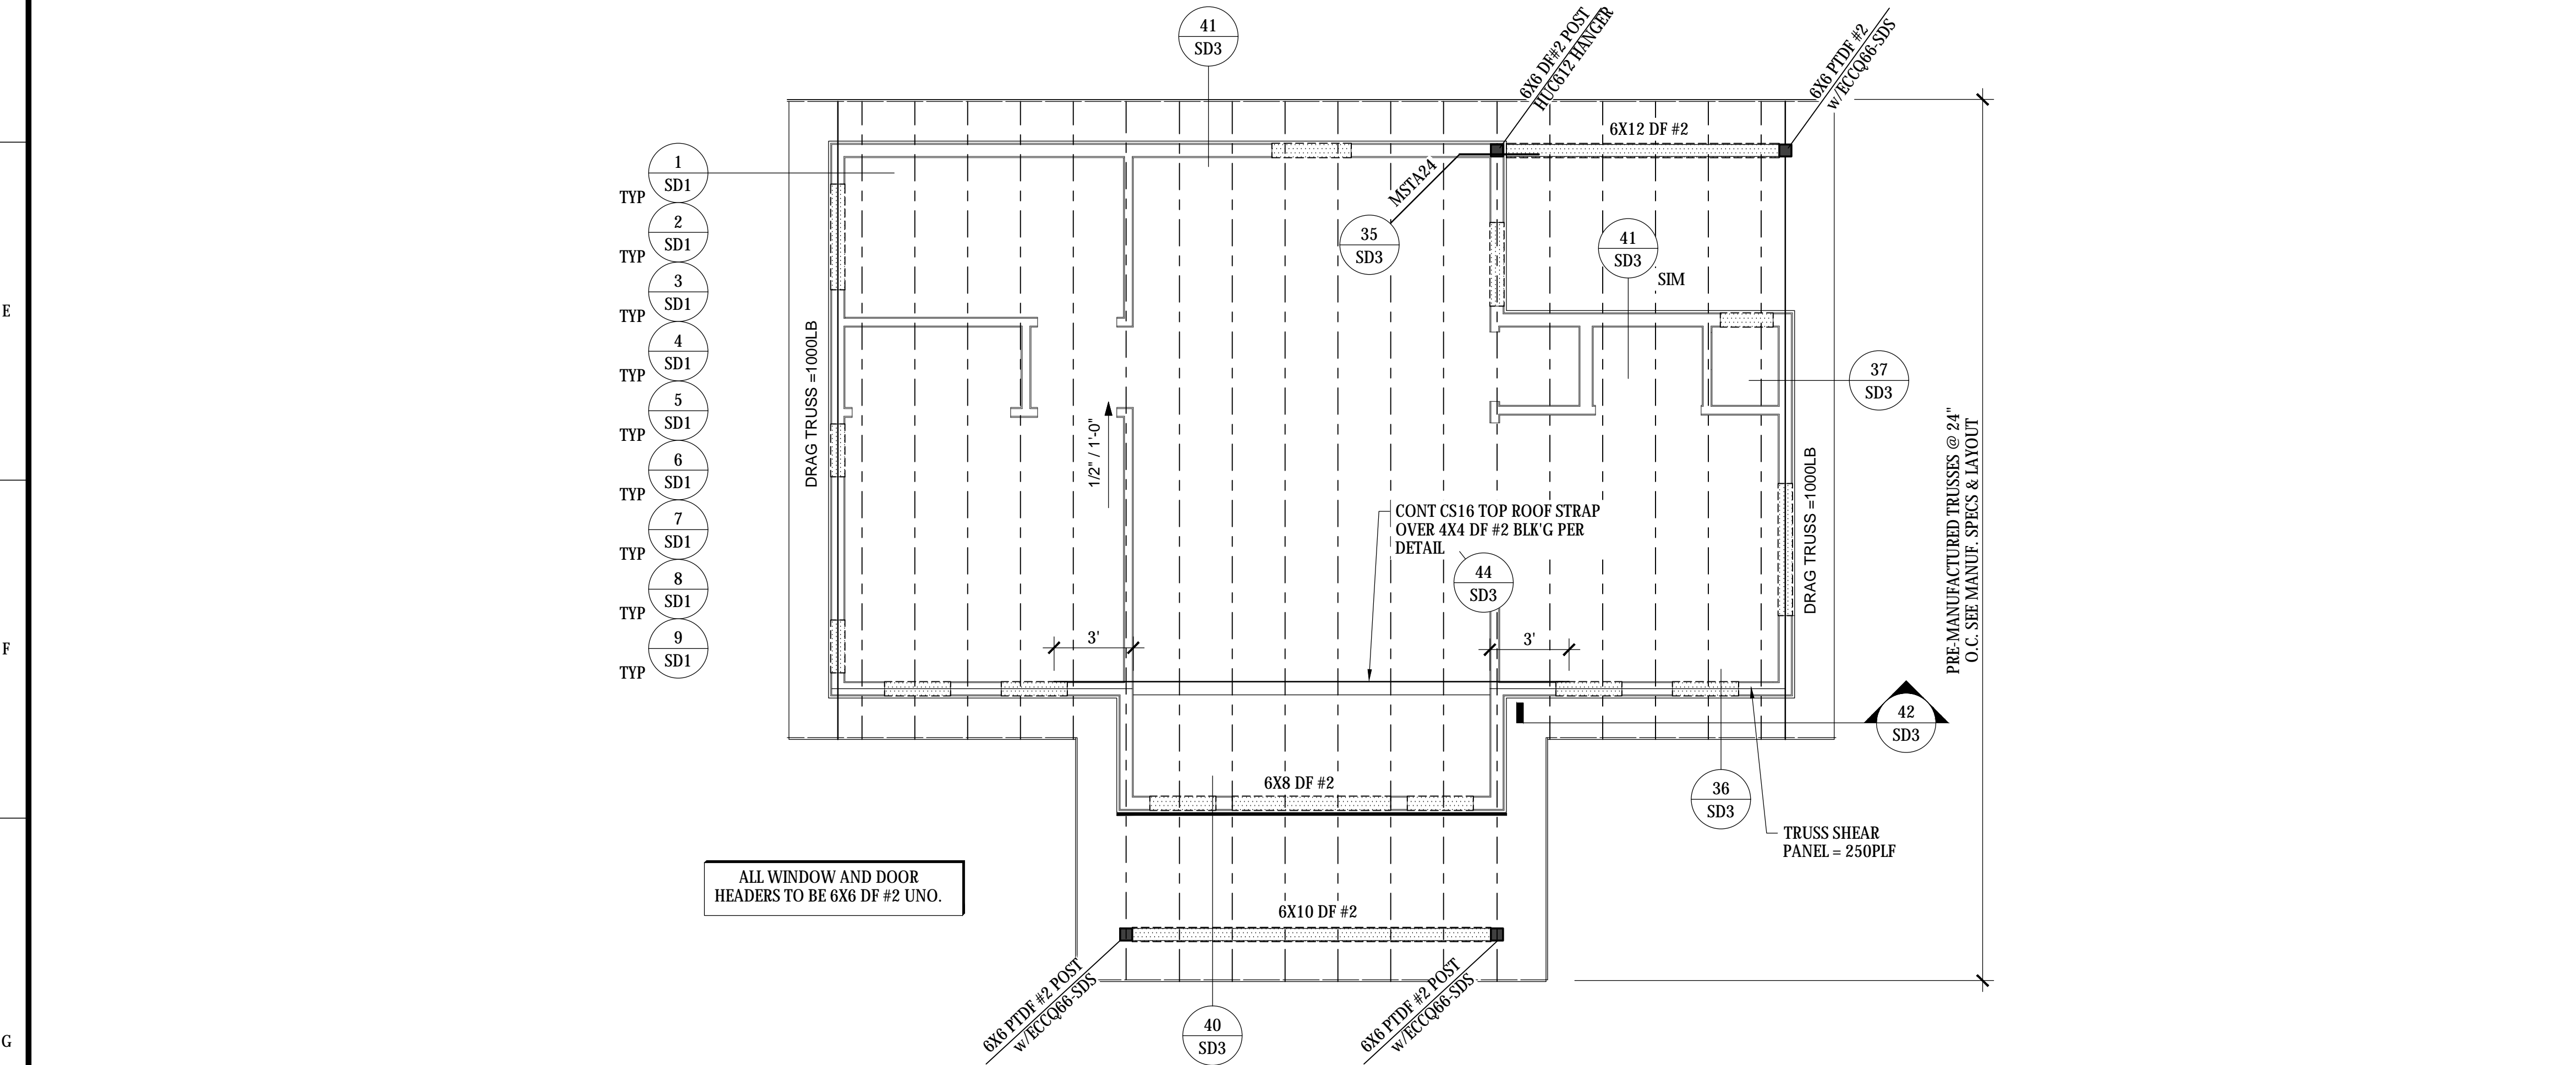 41
SD3
6X6 DF#2 POST
HUC612 HANGER
6X6 PTDF #2
w/ECCQ66-SDS
6X12 DF #2
1
SD1
TYP
2
SD1
TYP
3
SD1
TYP
4
SD1
TYP
5
SD1
TYP
6
SD1
TYP
7
SD1
TYP
8
SD1
TYP
9
SD1
TYP
MSTA24
35
SD3
41
SD3
SIM
E
37
SD3
DRAG TRUSS =1000LB
1/2" / 1'-0"
CONT CS16 TOP ROOF STRAP
OVER 4X4 DF #2 BLK'G PER
DETAIL
44
SD3
DRAG TRUSS =1000LB
PRE-MANUFACTURED TRUSSES @ 24"
O.C. SEE MANUF. SPECS & LAYOUT
F
3'
3'
42
SD3
6X8 DF #2
36
SD3
TRUSS SHEAR
PANEL = 250PLF
ALL WINDOW AND DOOR
HEADERS TO BE 6X6 DF #2 UNO.
6X10 DF #2
6X6 PTDF #2 POST
w/ECCQ66-SDS
6X6 PTDF #2 POST
w/ECCQ66-SDS
40
SD3
G